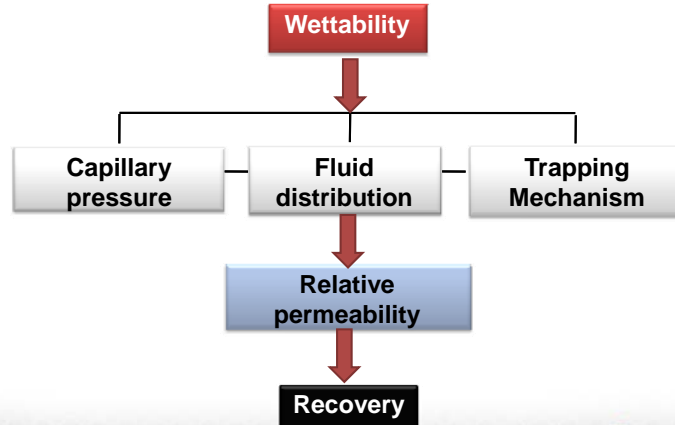 Wettability
Capillary
pressure
Fluid
distribution
Trapping
Mechanism
Relative
permeability
Recovery